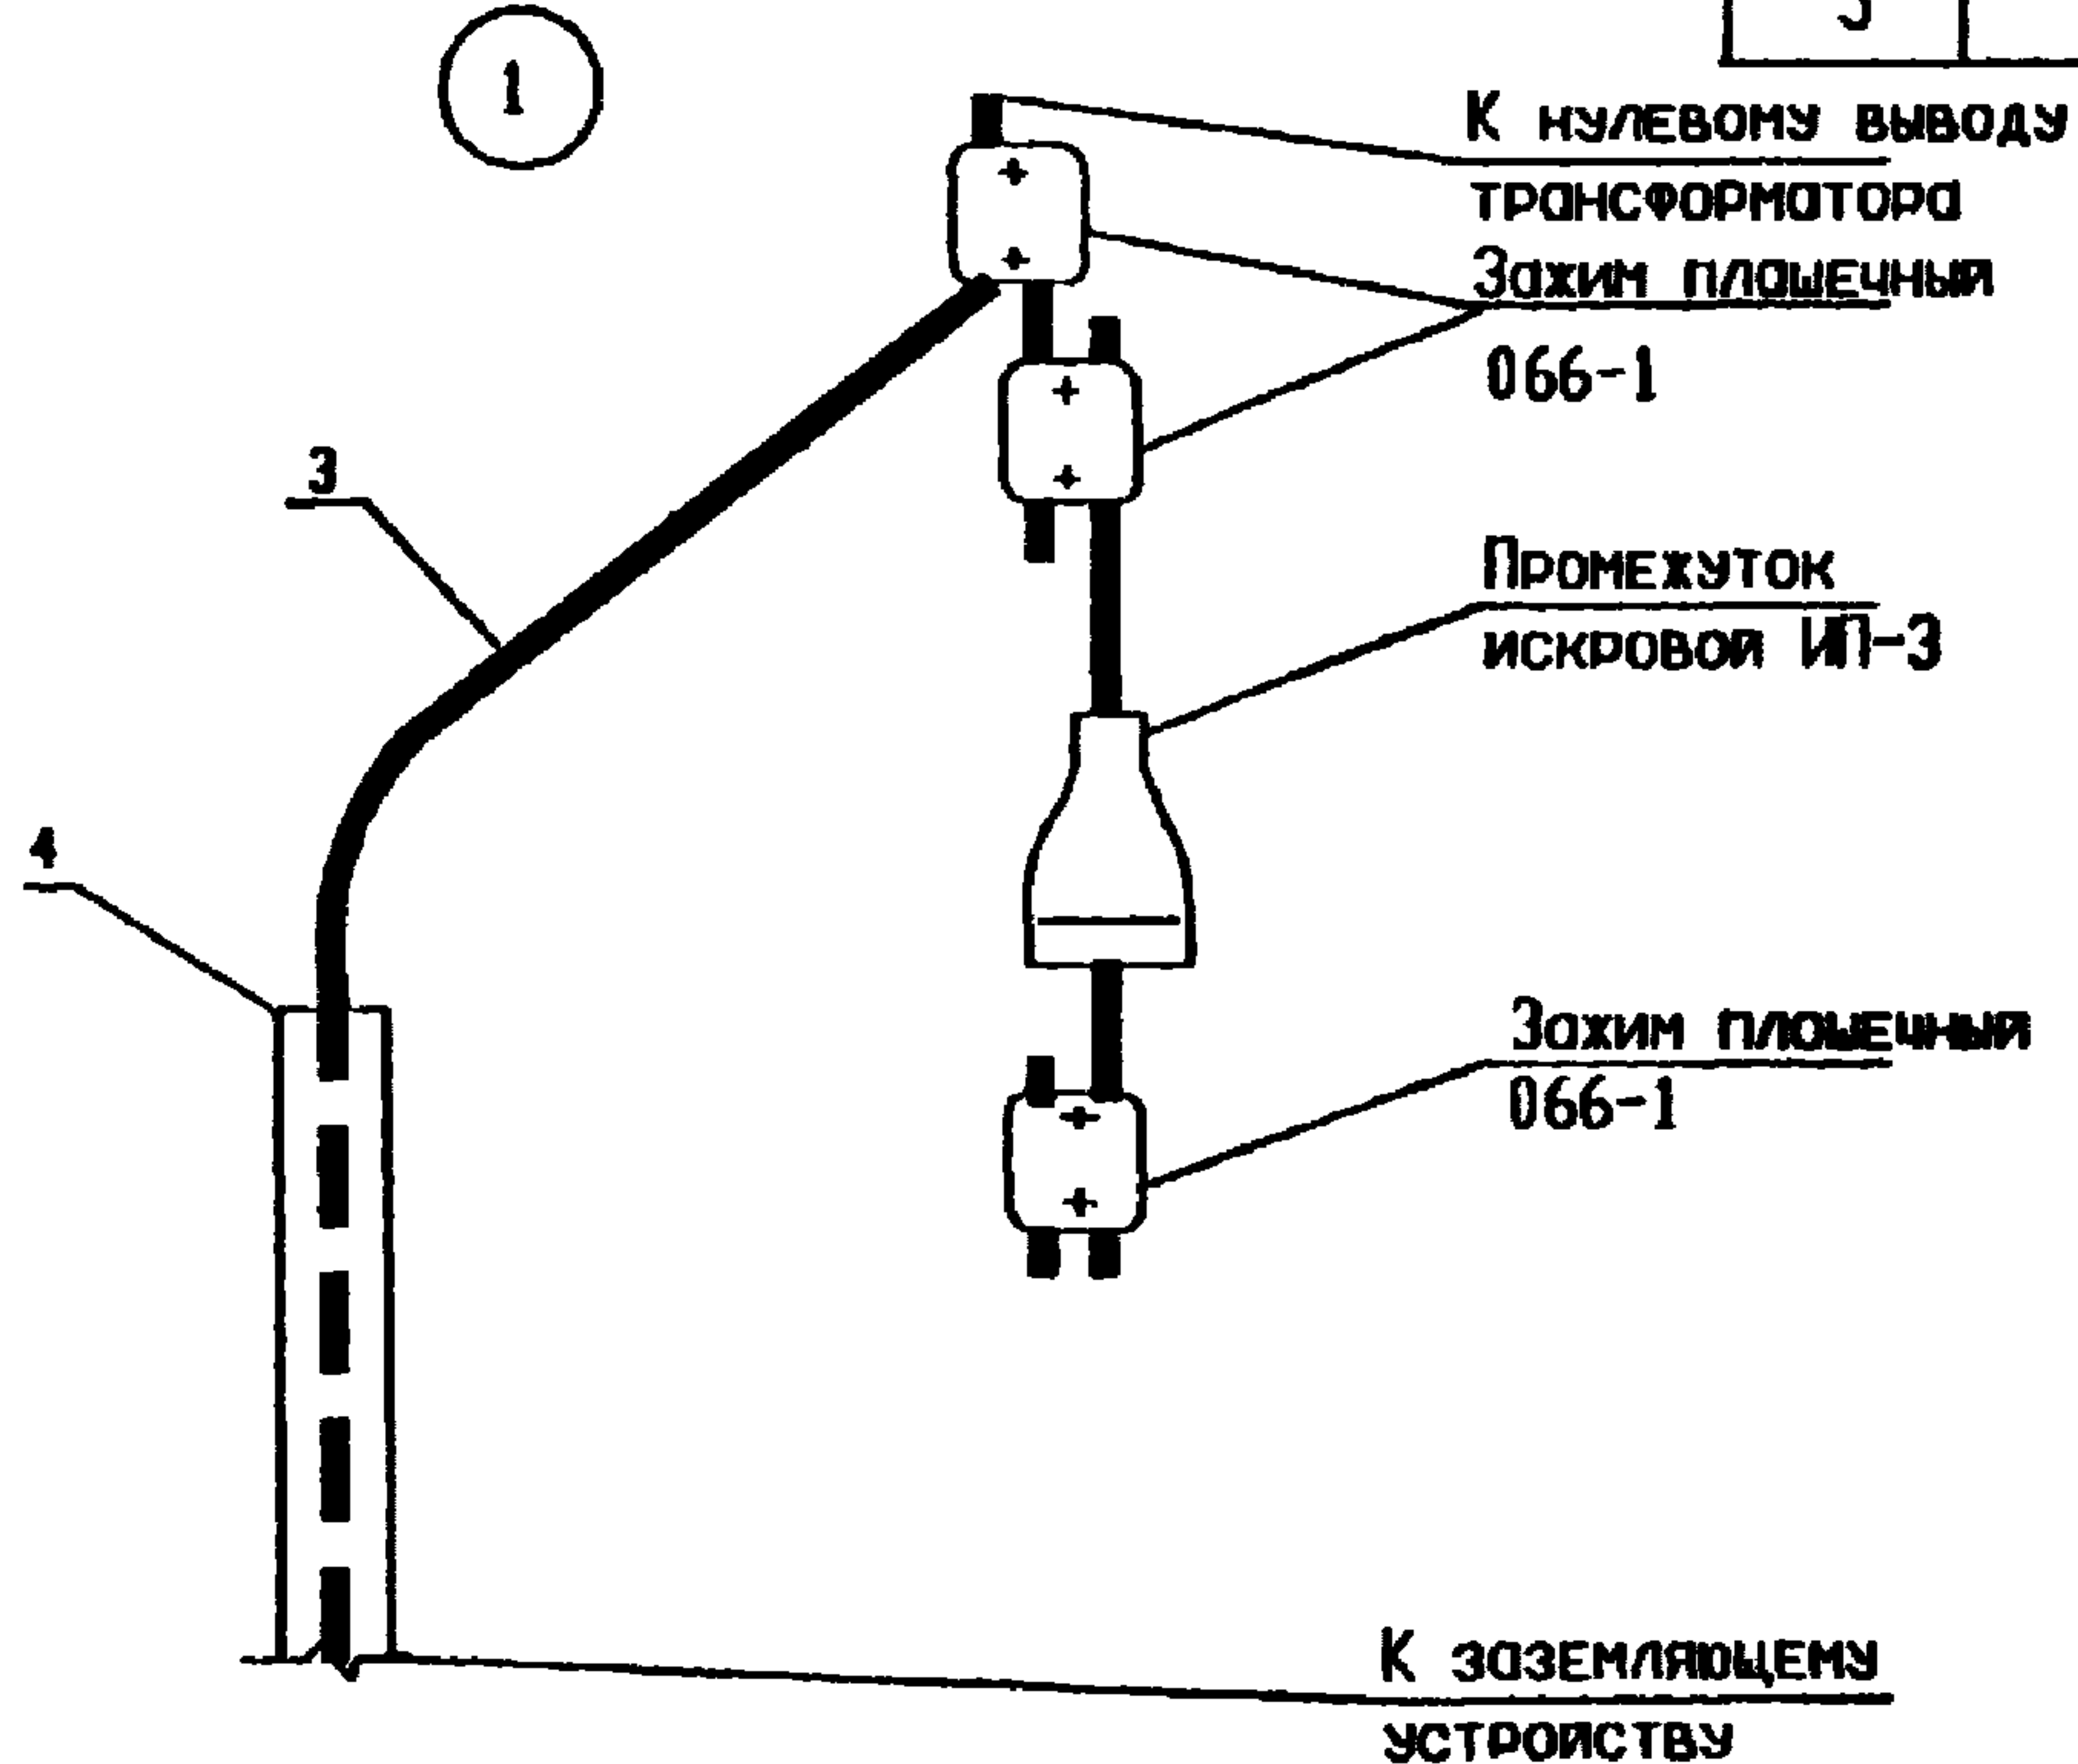 1
К нулевому выводу
трансформатора
Зажим плашечный
066-1
3
Промежуток
искровой ИП-3
4
Зажим плашечный
066-1
К заземляющему
устройству